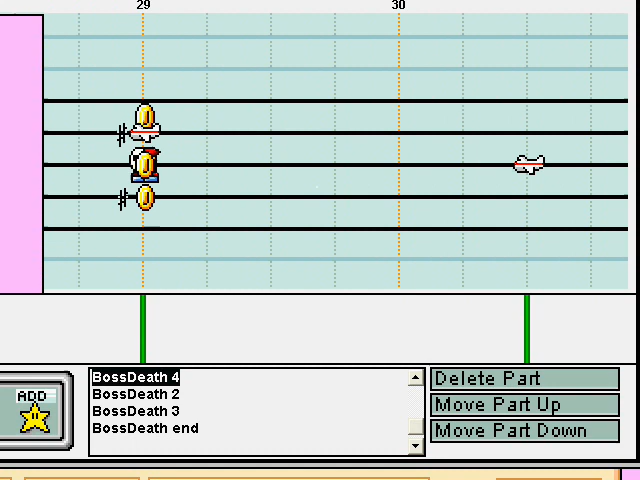 29 30
ADD
BossDeath 4
BossDeath 2
BossDeath 3
BossDeath end
Delete Part
Move Part Up
Move Part Down